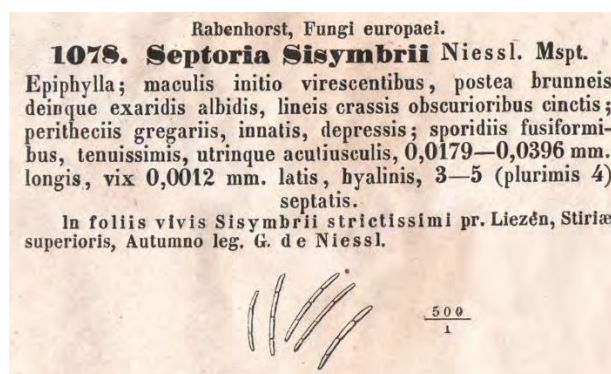 Rabenhorst, Fungi europaei.
1078. Septoria Sisymbrii Niessl. Mspt.
Epiphylla; maculis initio virescentibus, postea brunneis
deinque exaridis albidis, lineis crassis obscurioribus cinctis;
peritheciis gregariis, innatis, depressis; sporidiis fusiformi-
bus, tenuissimis, utrinque acutiusculis, 0,0179—0,0396 mm.
longis, vix 0,0012 mm. latis, hyalinis, 3—5 (plurimis 4)
septatis.
In foliis vivis Sisymbrii strictissimi pr. Liezén, Stiriæ
superioris, Autumno leg. G. de Niessl.
500
1